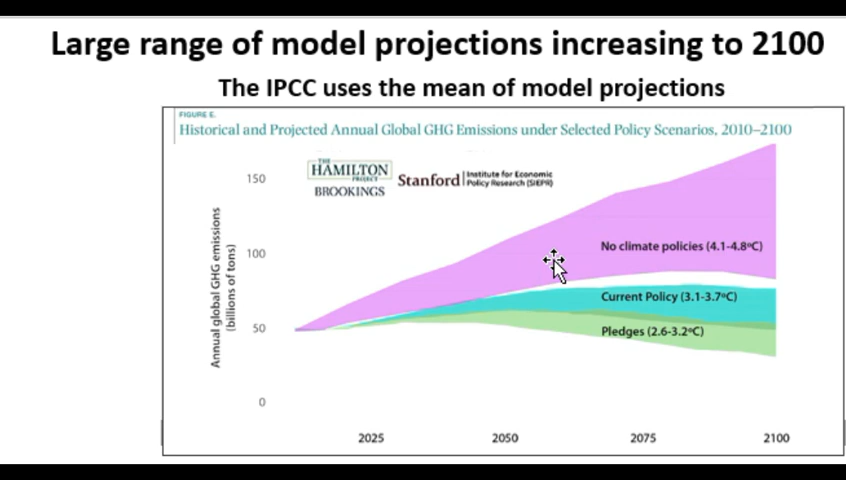 Large range of model projections increasing to 2100
The IPCC uses the mean of model projections
FIGURE E.
Historical and Projected Annual Global GHG Emissions under Selected Policy Scenarios, 2010–2100
THE
HAMILTON
PROJECT
BROOKINGS
Stanford
Institute for Economic
Policy Research (SIEPR)
Annual global GHG emissions
(billions of tons)
150
100
50
0
No climate policies (4.1-4.8ºC)
Current Policy (3.1-3.7ºC)
Pledges (2.6-3.2ºC)
2025
2050
2075
2100